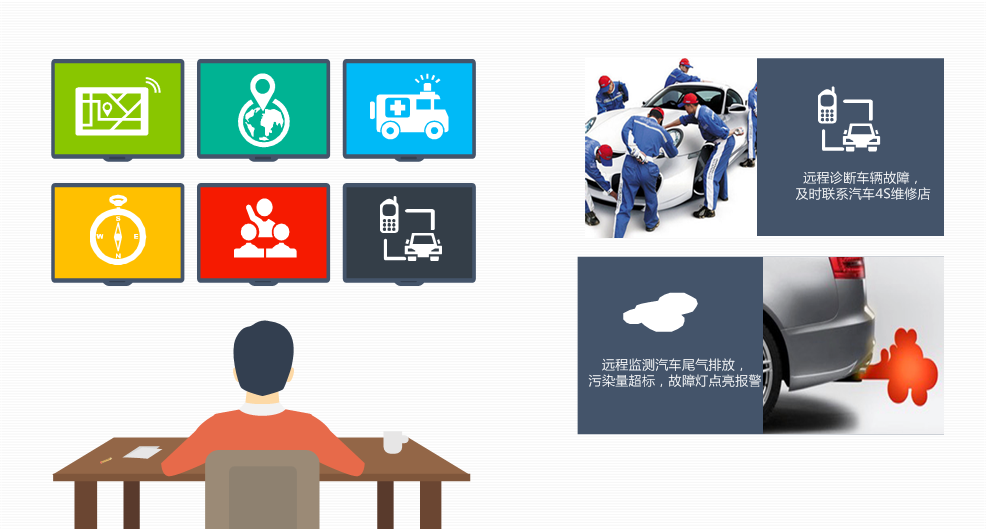 S
W E
N
远程诊断车辆故障，
及时联系汽车4S维修店
远程监测汽车尾气排放，
污染量超标，故障灯点亮报警